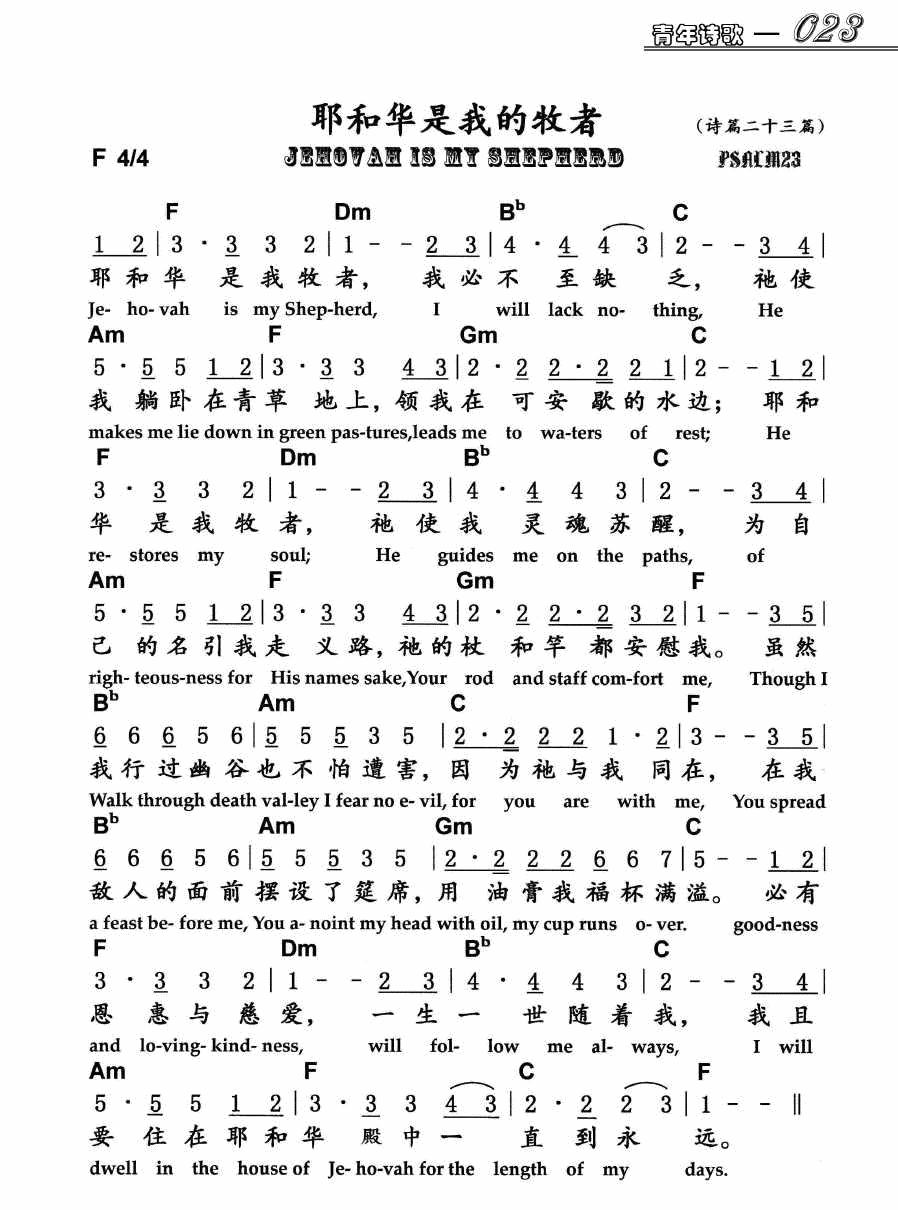 青年诗歌 — 023
耶和华是我的牧者
(诗篇二十三篇)
F 4/4
JEHOVAH IS MY SHEPHERD
PSALM23
F Dm Bb C
1 2 | 3 · 3 3 2 | 1 - - 2 3 | 4 · 4 4 3 | 2 - - 3 4 |
耶 和 华 是 我 牧 者， 我 必 不 至 缺 乏， 祂 使
Je- ho- vah is my Shep-herd, I will lack no- thing, He
Am F Gm C
5 · 5 5 1 2 | 3 · 3 3 4 3 | 2 · 2 2 · 2 2 1 | 2 - - 1 2 |
我 躺 卧 在 青 草 地 上，领 我 在 可 安 歇 的 水 边； 耶 和
makes me lie down in green pas-tures,leads me to wa-ters of rest; He
F Dm Bb C
3 · 3 3 2 | 1 - - 2 3 | 4 · 4 4 3 | 2 - - 3 4 |
华 是 我 牧 者， 祂 使 我 灵 魂 苏 醒， 为 自
re- stores my soul; He guides me on the paths, of
Am F Gm F
5 · 5 5 1 2 | 3 · 3 3 4 3 | 2 · 2 2 · 2 3 2 | 1 - - 3 5 |
己 的 名 引 我 走 义 路，祂 的 杖 和 竿 都 安 慰 我。 虽 然
righ- teous-ness for His names sake,Your rod and staff com-fort me, Though I
Bb Am C F
6 6 6 5 6 | 5 5 5 3 5 | 2 · 2 2 2 1 · 2 | 3 - - 3 5 |
我 行 过 幽 谷 也 不 怕 遭 害，因 为 祂 与 我 同 在， 在 我
Walk through death val-ley I fear no e- vil, for you are with me, You spread
Bb Am Gm C
6 6 6 5 6 | 5 5 5 3 5 | 2 · 2 2 2 6 6 7 | 5 - - 1 2 |
敌 人 的 面 前 摆 设 了 筵 席，用 油 膏 我 福 杯 满 溢。 必 有
a feast be- fore me, You a- noint my head with oil, my cup runs o- ver. good-ness
F Dm Bb C
3 · 3 3 2 | 1 - - 2 3 | 4 · 4 4 3 | 2 - - 3 4 |
恩 惠 与 慈 爱， 一 生 一 世 随 着 我， 我 且
and lo-ving- kind- ness, will fol- low me al- ways, I will
Am F C F
5 · 5 5 1 2 | 3 · 3 3 4 3 | 2 · 2 2 3 | 1 - - ‖
要 住 在 耶 和 华 殿 中 一 直 到 永 远。
dwell in the house of Je- ho-vah for the length of my days.